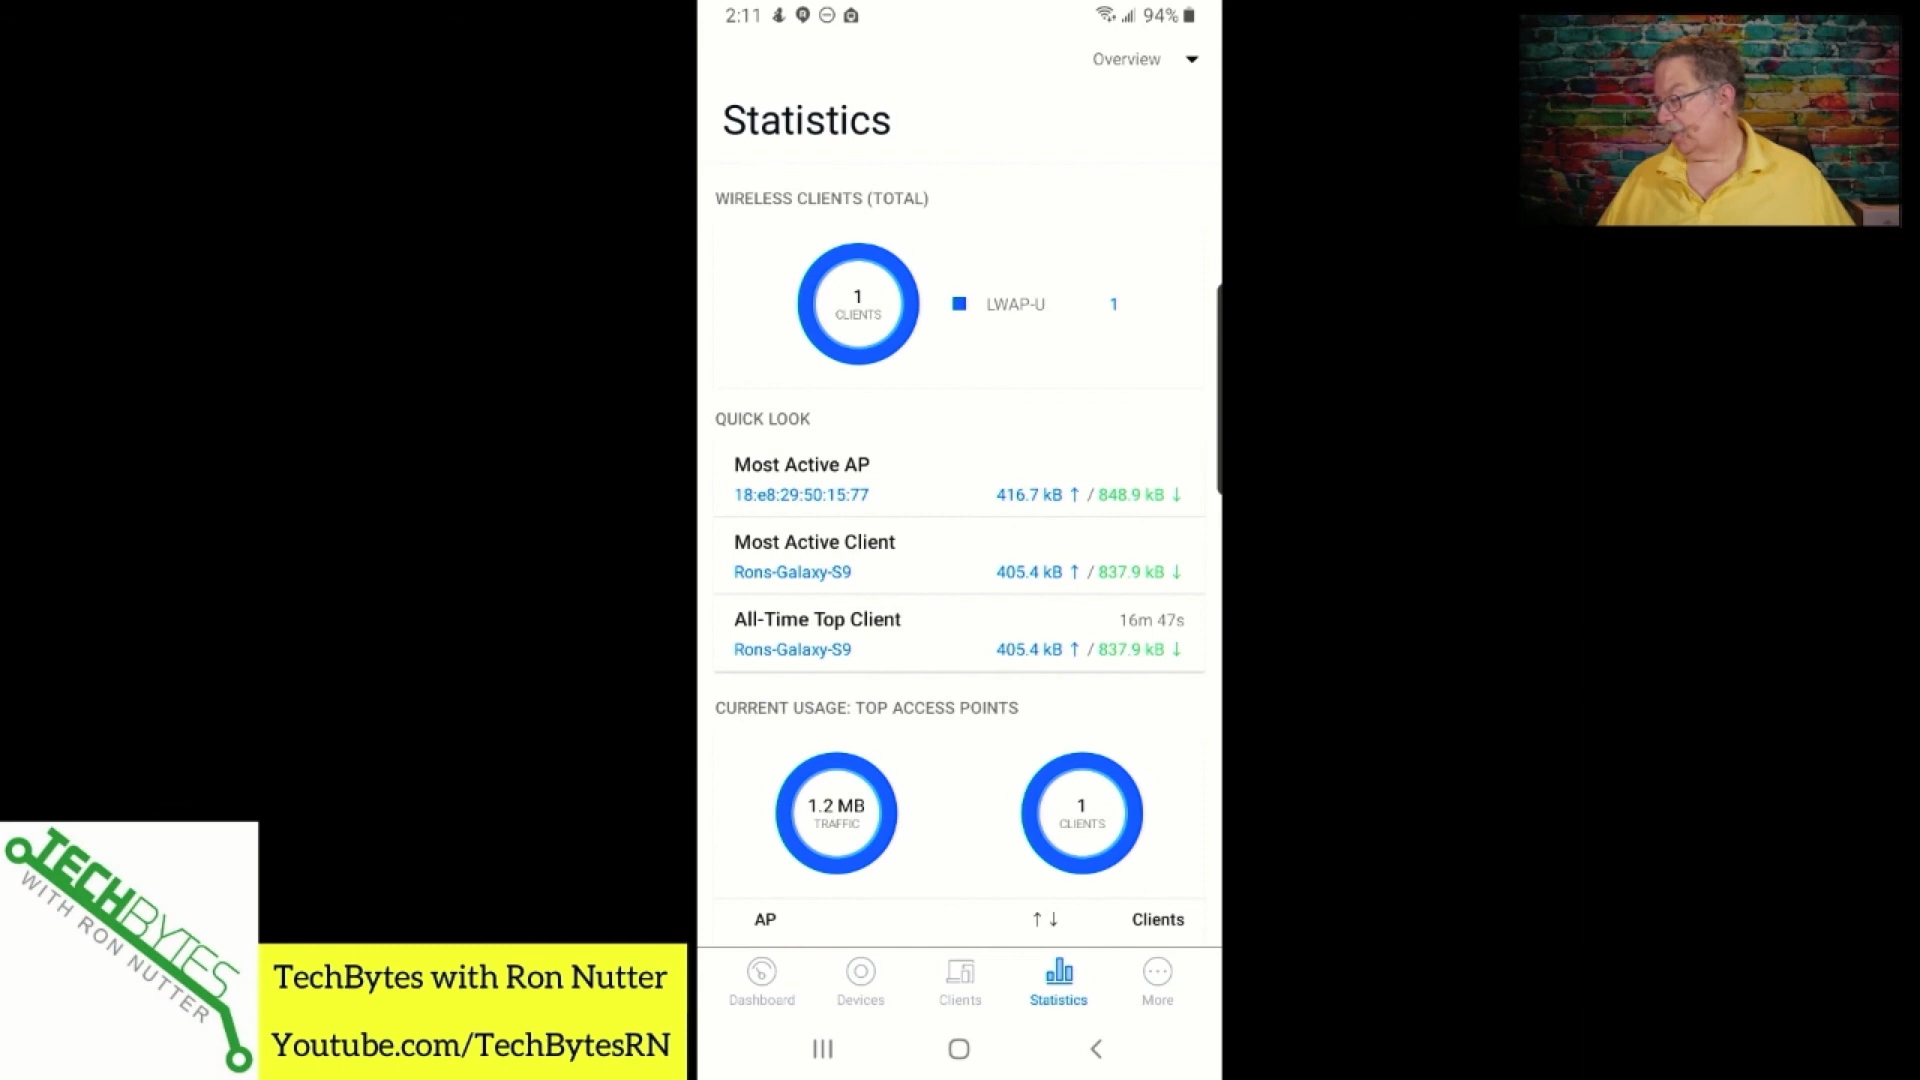 2:11
94%
Overview
Statistics
WIRELESS CLIENTS (TOTAL)
1
CLIENTS
LWAP-U 1
QUICK LOOK
Most Active AP
18:e8:29:50:15:77 416.7 kB ↑ / 848.9 kB ↓
Most Active Client
Rons-Galaxy-S9 405.4 kB ↑ / 837.9 kB ↓
All-Time Top Client 16m 47s
Rons-Galaxy-S9 405.4 kB ↑ / 837.9 kB ↓
CURRENT USAGE: TOP ACCESS POINTS
1.2 MB
TRAFFIC
1
CLIENTS
AP ↑ ↓ Clients
Dashboard Devices Clients Statistics More
TECHBYTES
WITH RON NUTTER
TechBytes with Ron Nutter
Youtube.com/TechBytesRN